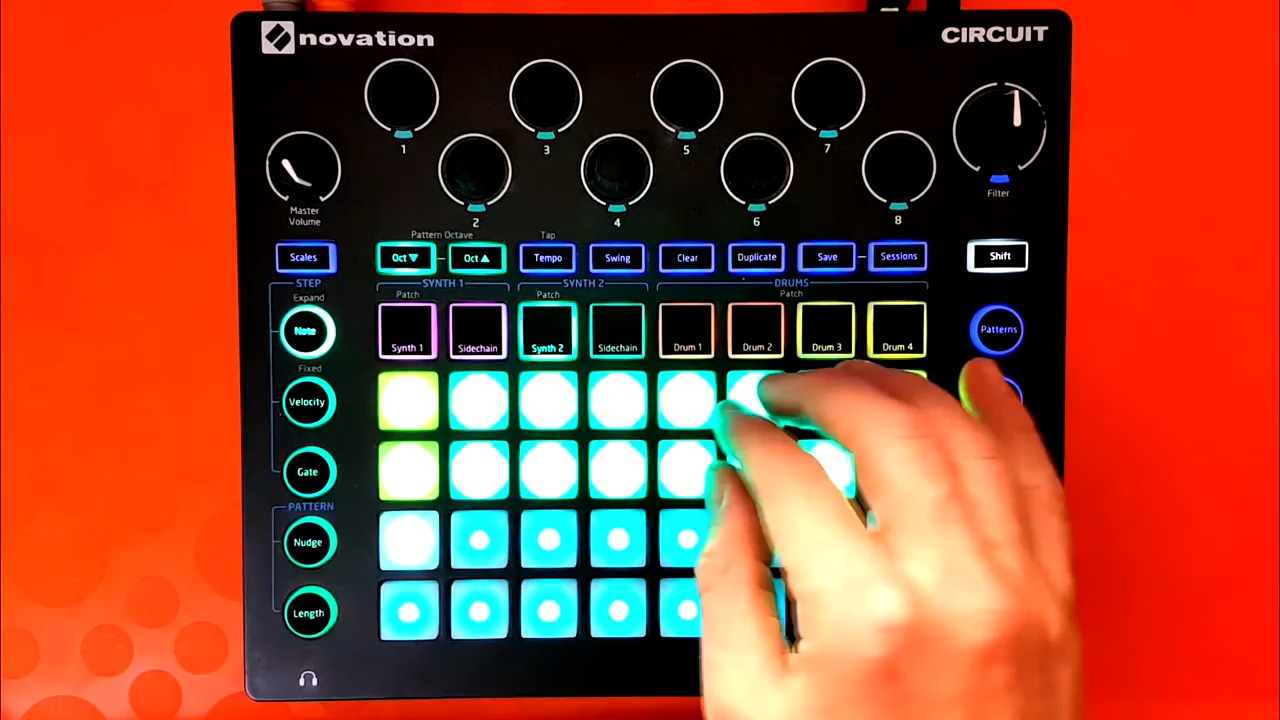 novation CIRCUIT
1 3 5 7
2 4 6 8
Master
Volume
Filter
Pattern Octave Tap
Scales Oct▼ Oct▲ Tempo Swing Clear Duplicate Save Sessions Shift
STEP SYNTH 1 SYNTH 2 DRUMS
Expand Patch Patch Patch
Note Synth 1 Sidechain Synth 2 Sidechain Drum 1 Drum 2 Drum 3 Drum 4 Patterns
Fixed
Velocity
Gate
PATTERN
Nudge
Length